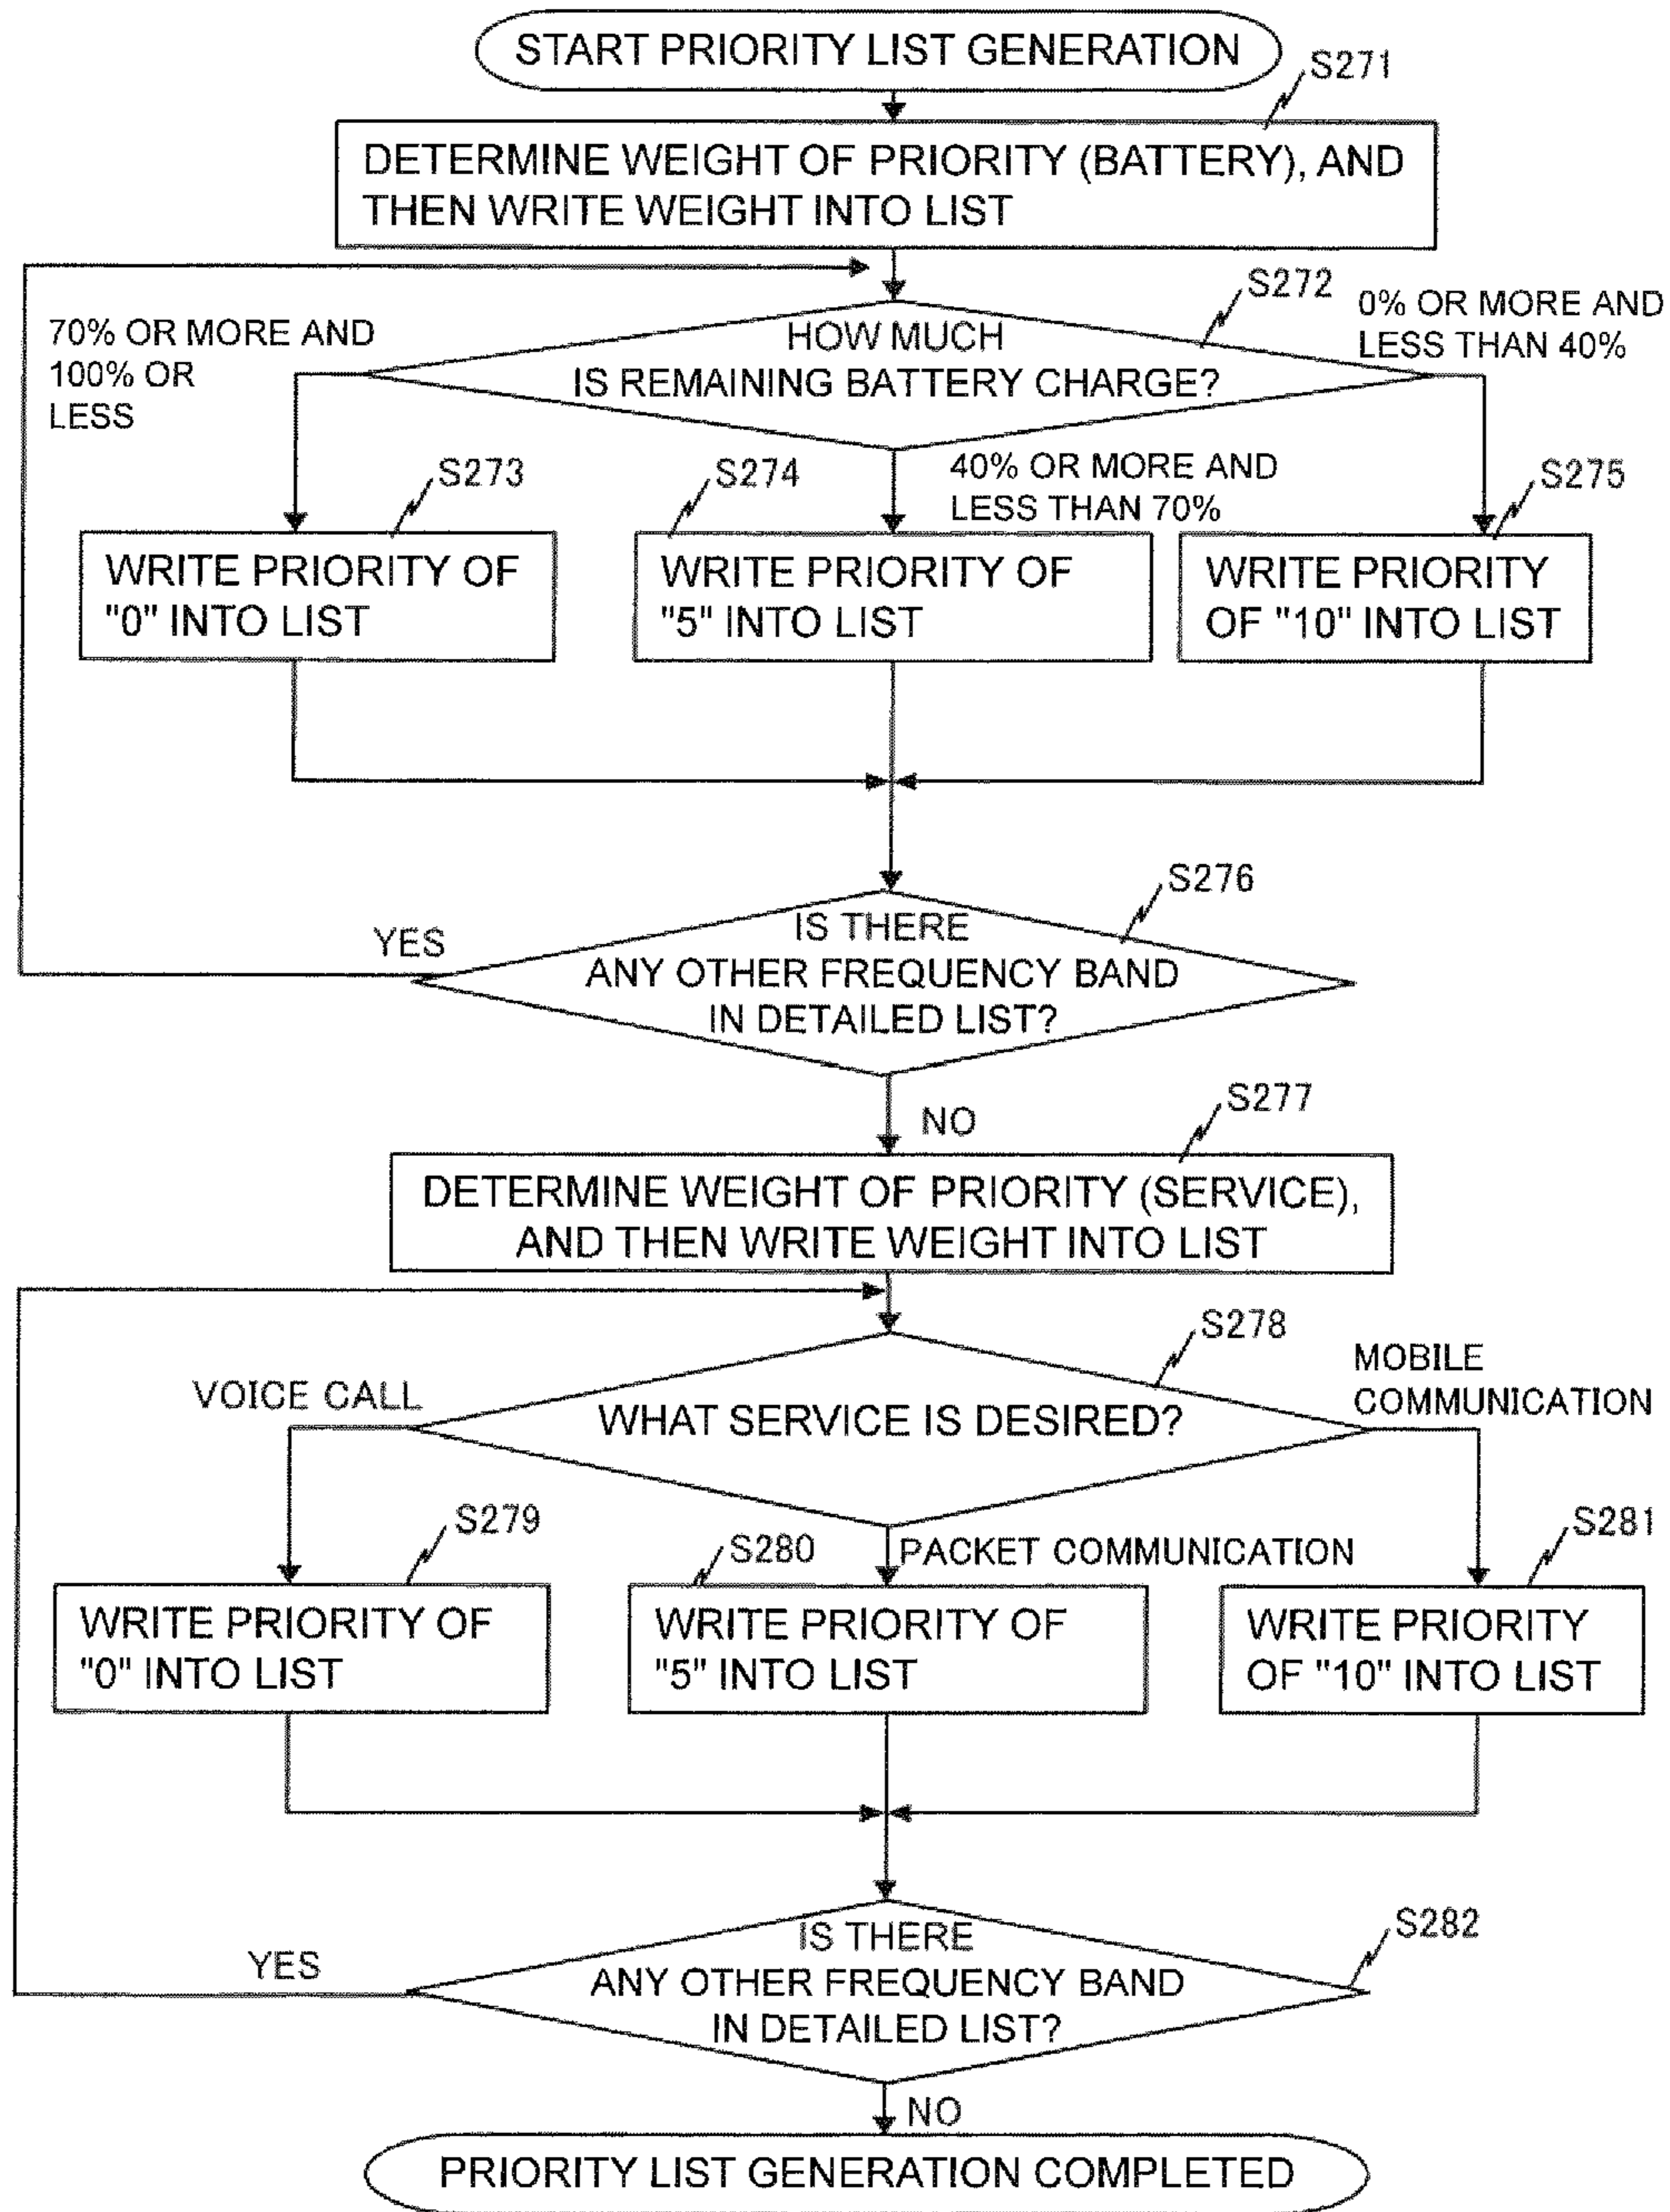 START PRIORITY LIST GENERATION
S271
DETERMINE WEIGHT OF PRIORITY (BATTERY), AND
THEN WRITE WEIGHT INTO LIST
S272
70% OR MORE AND
100% OR
LESS
HOW MUCH
IS REMAINING BATTERY CHARGE?
0% OR MORE AND
LESS THAN 40%
S273
S274
40% OR MORE AND
LESS THAN 70%
S275
WRITE PRIORITY OF
"0" INTO LIST
WRITE PRIORITY OF
"5" INTO LIST
WRITE PRIORITY
OF "10" INTO LIST
S276
YES
IS THERE
ANY OTHER FREQUENCY BAND
IN DETAILED LIST?
NO
S277
DETERMINE WEIGHT OF PRIORITY (SERVICE),
AND THEN WRITE WEIGHT INTO LIST
S278
VOICE CALL
WHAT SERVICE IS DESIRED?
MOBILE
COMMUNICATION
S279
S280
PACKET COMMUNICATION
S281
WRITE PRIORITY OF
"0" INTO LIST
WRITE PRIORITY OF
"5" INTO LIST
WRITE PRIORITY
OF "10" INTO LIST
S282
YES
IS THERE
ANY OTHER FREQUENCY BAND
IN DETAILED LIST?
NO
PRIORITY LIST GENERATION COMPLETED